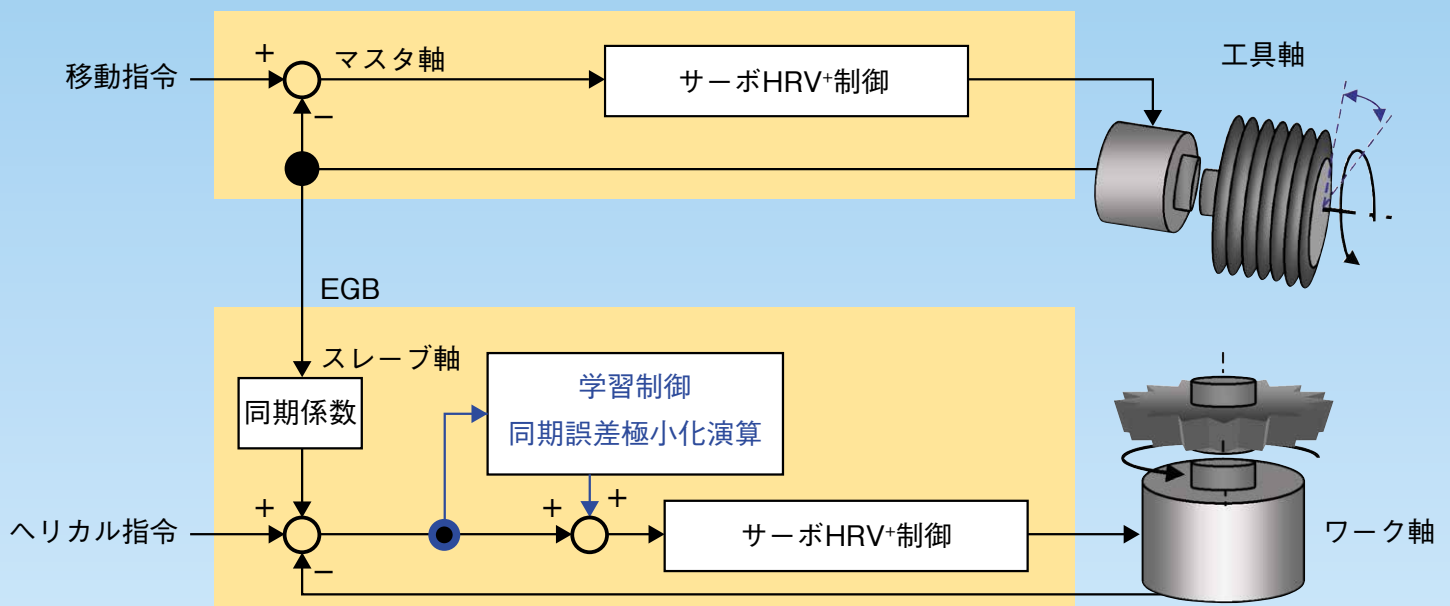 移動指令
+
−
マスタ軸
サーボHRV⁺制御
工具軸
EGB
スレーブ軸
同期係数
学習制御
同期誤差極小化演算
ヘリカル指令
+
−
+
+
サーボHRV⁺制御
ワーク軸